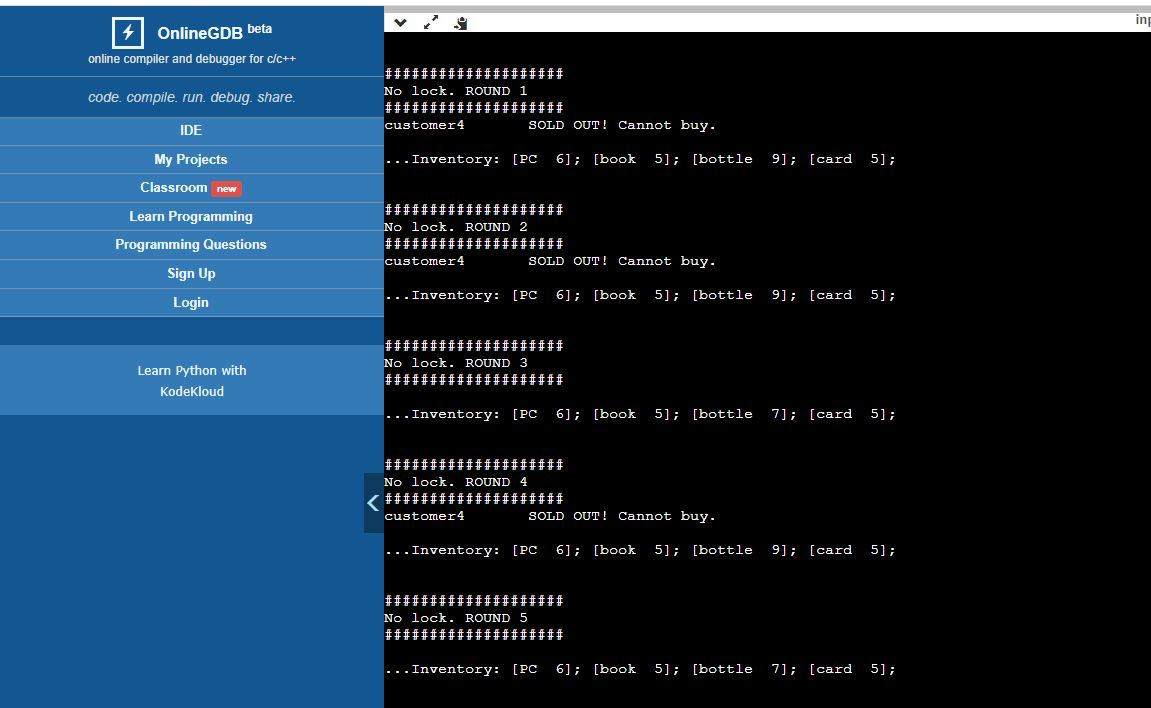 OnlineGDB beta
online compiler and debugger for c/c++
code. compile. run. debug. share.
IDE
My Projects
Classroom new
Learn Programming
Programming Questions
Sign Up
Login
Learn Python with
KodeKloud
####################
No lock. ROUND 1
####################
customer4       SOLD OUT! Cannot buy.
...Inventory: [PC  6]; [book  5]; [bottle  9]; [card  5];
####################
No lock. ROUND 2
####################
customer4       SOLD OUT! Cannot buy.
...Inventory: [PC  6]; [book  5]; [bottle  9]; [card  5];
####################
No lock. ROUND 3
####################
...Inventory: [PC  6]; [book  5]; [bottle  7]; [card  5];
####################
No lock. ROUND 4
####################
customer4       SOLD OUT! Cannot buy.
...Inventory: [PC  6]; [book  5]; [bottle  9]; [card  5];
####################
No lock. ROUND 5
####################
...Inventory: [PC  6]; [book  5]; [bottle  7]; [card  5];